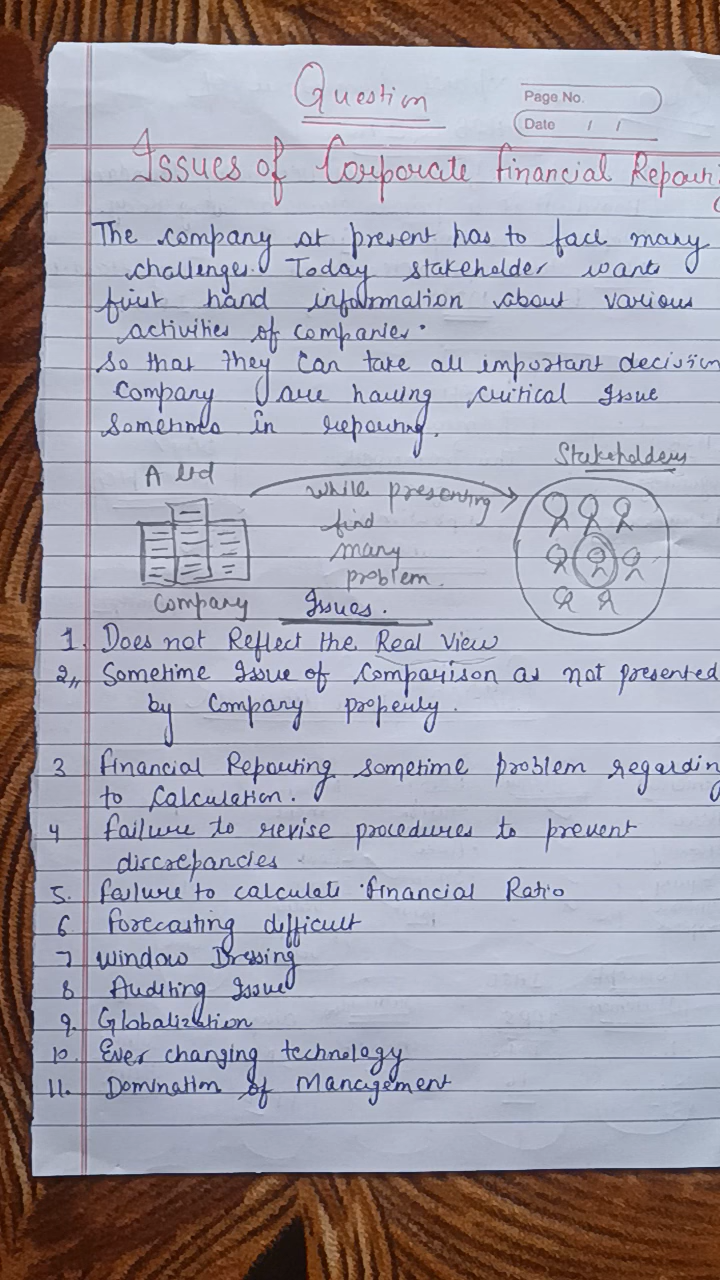 Question
Page No.
Date / /
Issues of Corporate Financial Repor
The company at present has to face many
challenges. Today stakeholder wants
first hand information about various
activities of companies.
So that they can take all important decision
Company are having critical Issue
Sometimes in reporting.
Stakeholders
A ltd
while presenting
find
many
problem.
Company
Issues.
1. Does not Reflect the Real View
2,, Sometime Issue of Comparison as not presented
by Company properly.
3 Financial Reporting sometime problem regardin
to Calculation.
4 Failure to revise procedures to prevent
discrepancies
5. Failure to calculate financial Ratio
6 Forecasting difficult
7 Window Dressing
8 Auditing Issue
9. Globalization
10. Ever changing technology
11. Domination of Management